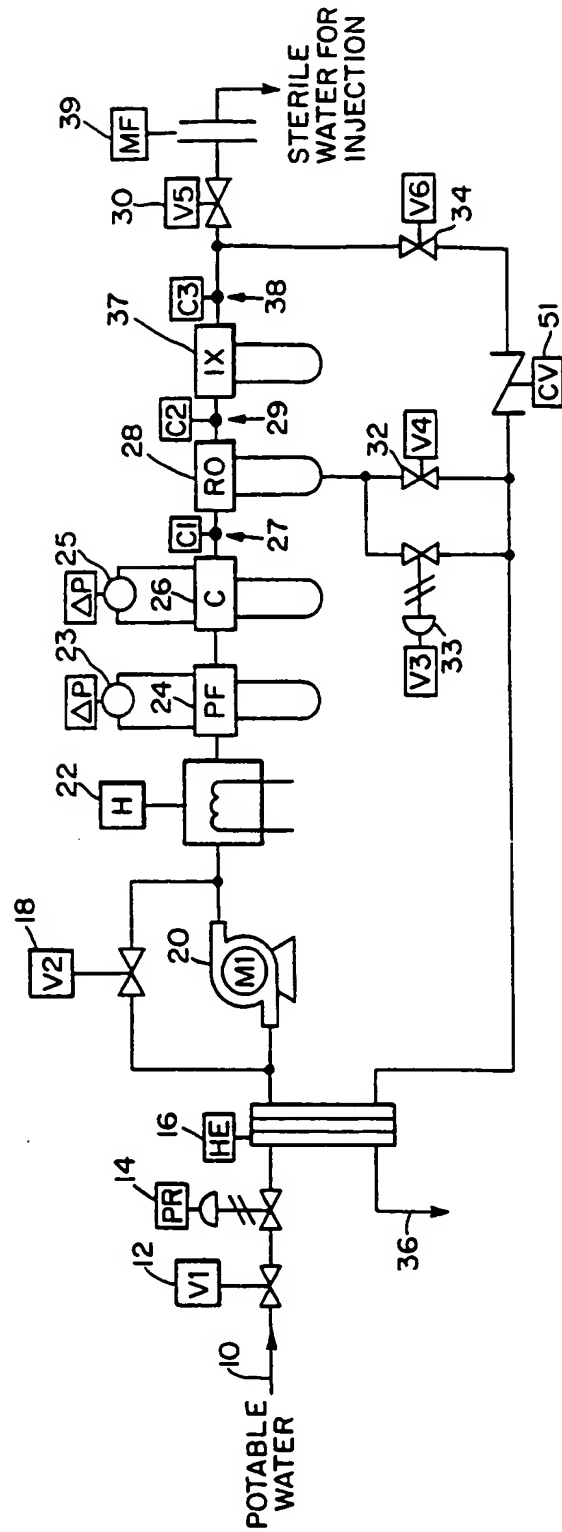 POTABLE
WATER
10
V1
12
PR
14
HE
16
V2
18
M1
20
H
22
ΔP
23
PF
24
ΔP
25
C
26
C1
27
RO
28
C2
29
IX
37
C3
38
V5
30
MF
39
STERILE
WATER FOR
INJECTION
V6
34
CV
51
V4
32
V3
33
36